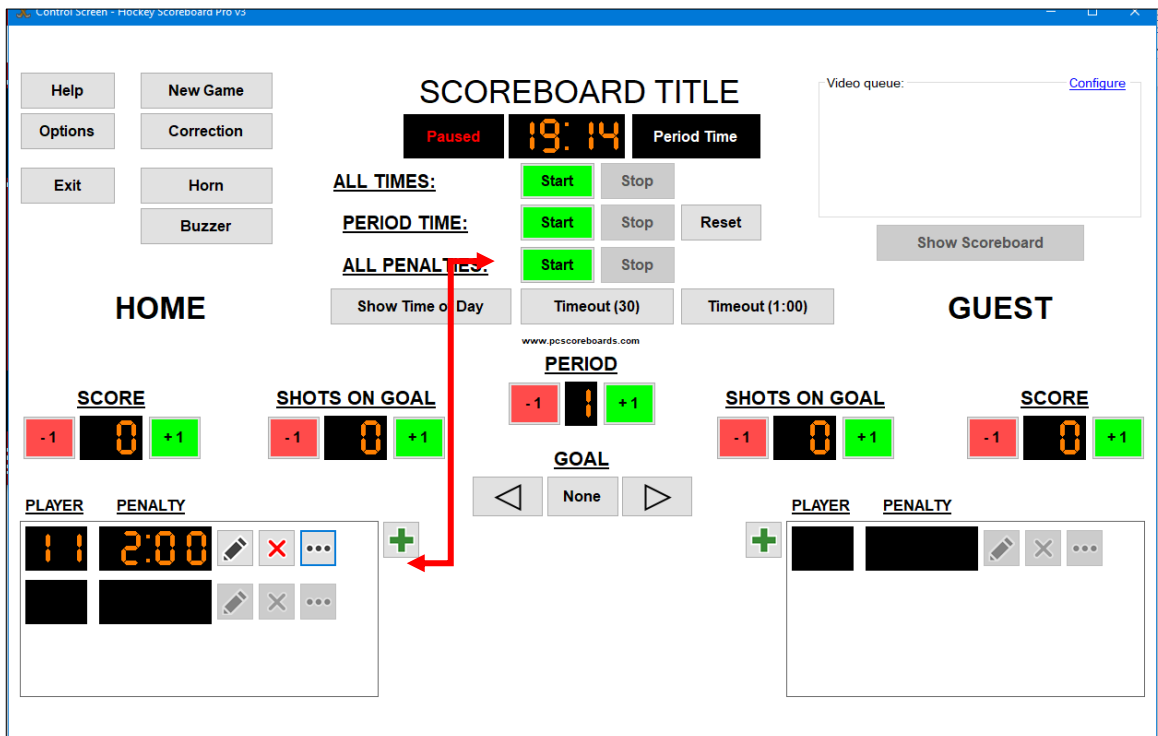 Control Screen - Hockey Scoreboard Pro v3
Help
New Game
SCOREBOARD TITLE
Video queue:
Configure
Options
Correction
Paused
19:14
Period Time
Exit
Horn
ALL TIMES:
Start
Stop
Buzzer
PERIOD TIME:
Start
Stop
Reset
Show Scoreboard
ALL PENALTIES:
Start
Stop
HOME
Show Time of Day
Timeout (30)
Timeout (1:00)
GUEST
www.pcscoreboards.com
PERIOD
- 1
1
+ 1
SCORE
SHOTS ON GOAL
SHOTS ON GOAL
SCORE
- 1
0
+ 1
- 1
0
+ 1
- 1
0
+ 1
- 1
0
+ 1
GOAL
None
PLAYER
PENALTY
PLAYER
PENALTY
11
2:00